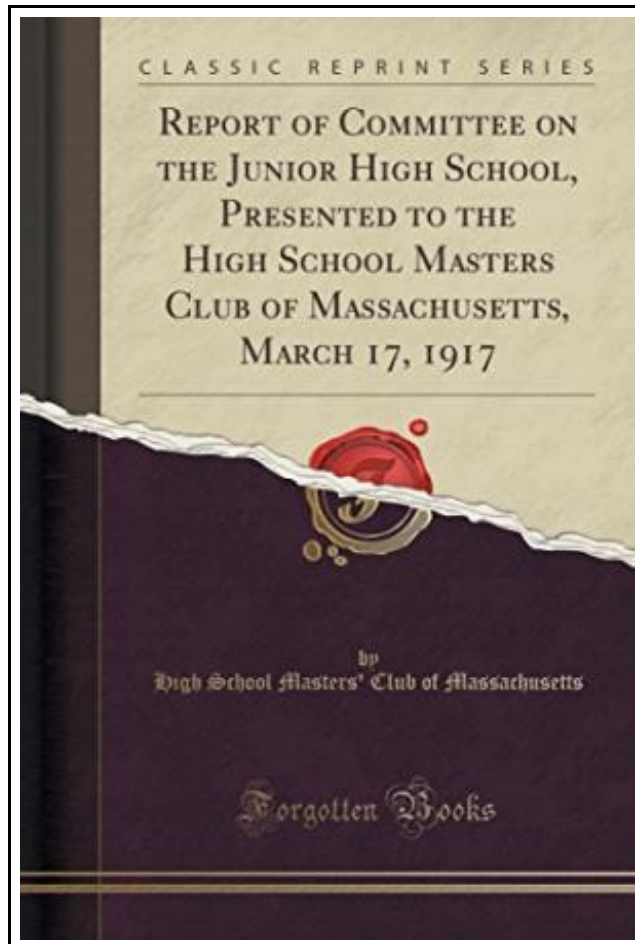 CLASSIC REPRINT SERIES
REPORT OF COMMITTEE ON
THE JUNIOR HIGH SCHOOL,
PRESENTED TO THE
HIGH SCHOOL MASTERS
CLUB OF MASSACHUSETTS,
MARCH 17, 1917
by
High School Masters' Club of Massachusetts
Forgotten Books